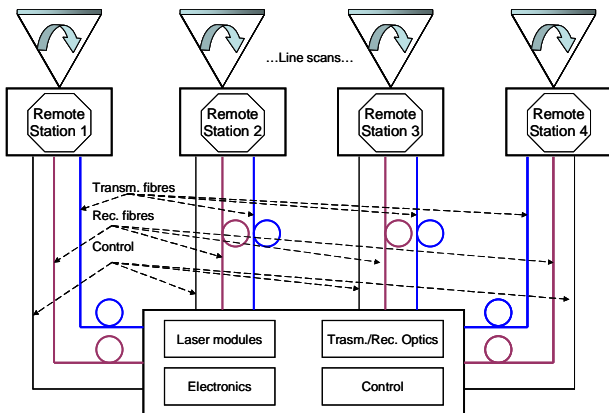 ...Line scans...
Remote
Station 1
Remote
Station 2
Remote
Station 3
Remote
Station 4
Transm. fibres
Rec. fibres
Control
Laser modules
Trasm./Rec. Optics
Electronics
Control